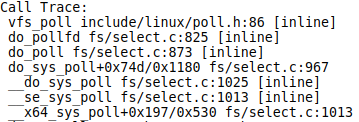 Call Trace:
vfs_poll include/linux/poll.h:86 [inline]
do_pollfd fs/select.c:825 [inline]
do_poll fs/select.c:873 [inline]
do_sys_poll+0x74d/0x1180 fs/select.c:967
__do_sys_poll fs/select.c:1025 [inline]
__se_sys_poll fs/select.c:1013 [inline]
__x64_sys_poll+0x197/0x530 fs/select.c:1013